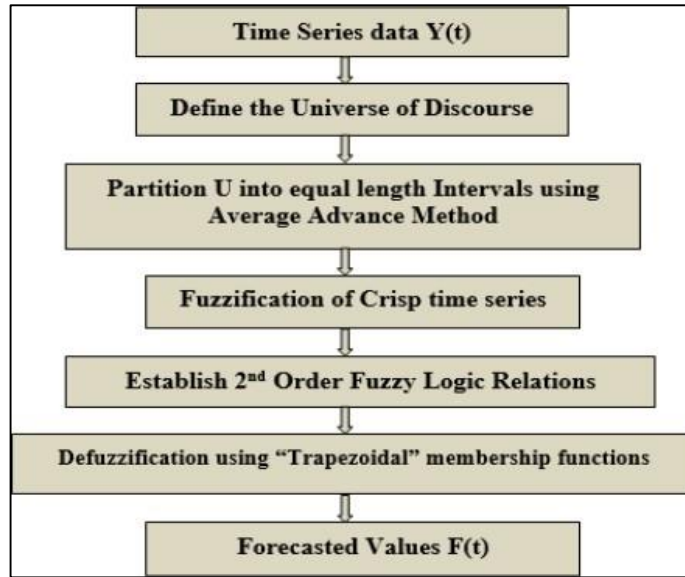 Time Series data Y(t)
Define the Universe of Discourse
Partition U into equal length Intervals using
Average Advance Method
Fuzzification of Crisp time series
Establish 2nd Order Fuzzy Logic Relations
Defuzzification using “Trapezoidal” membership functions
Forecasted Values F(t)